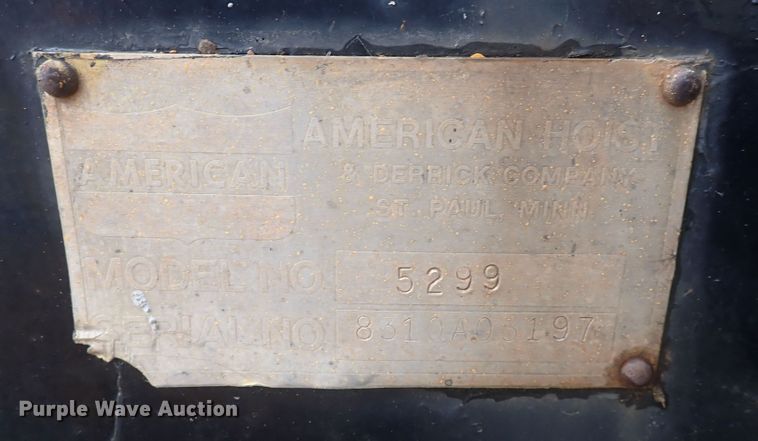 AMERICAN
AMERICAN HOIST
& DERRICK COMPANY
ST. PAUL, MINN.
MODEL NO. 5299
SERIAL NO.
Purple Wave Auction